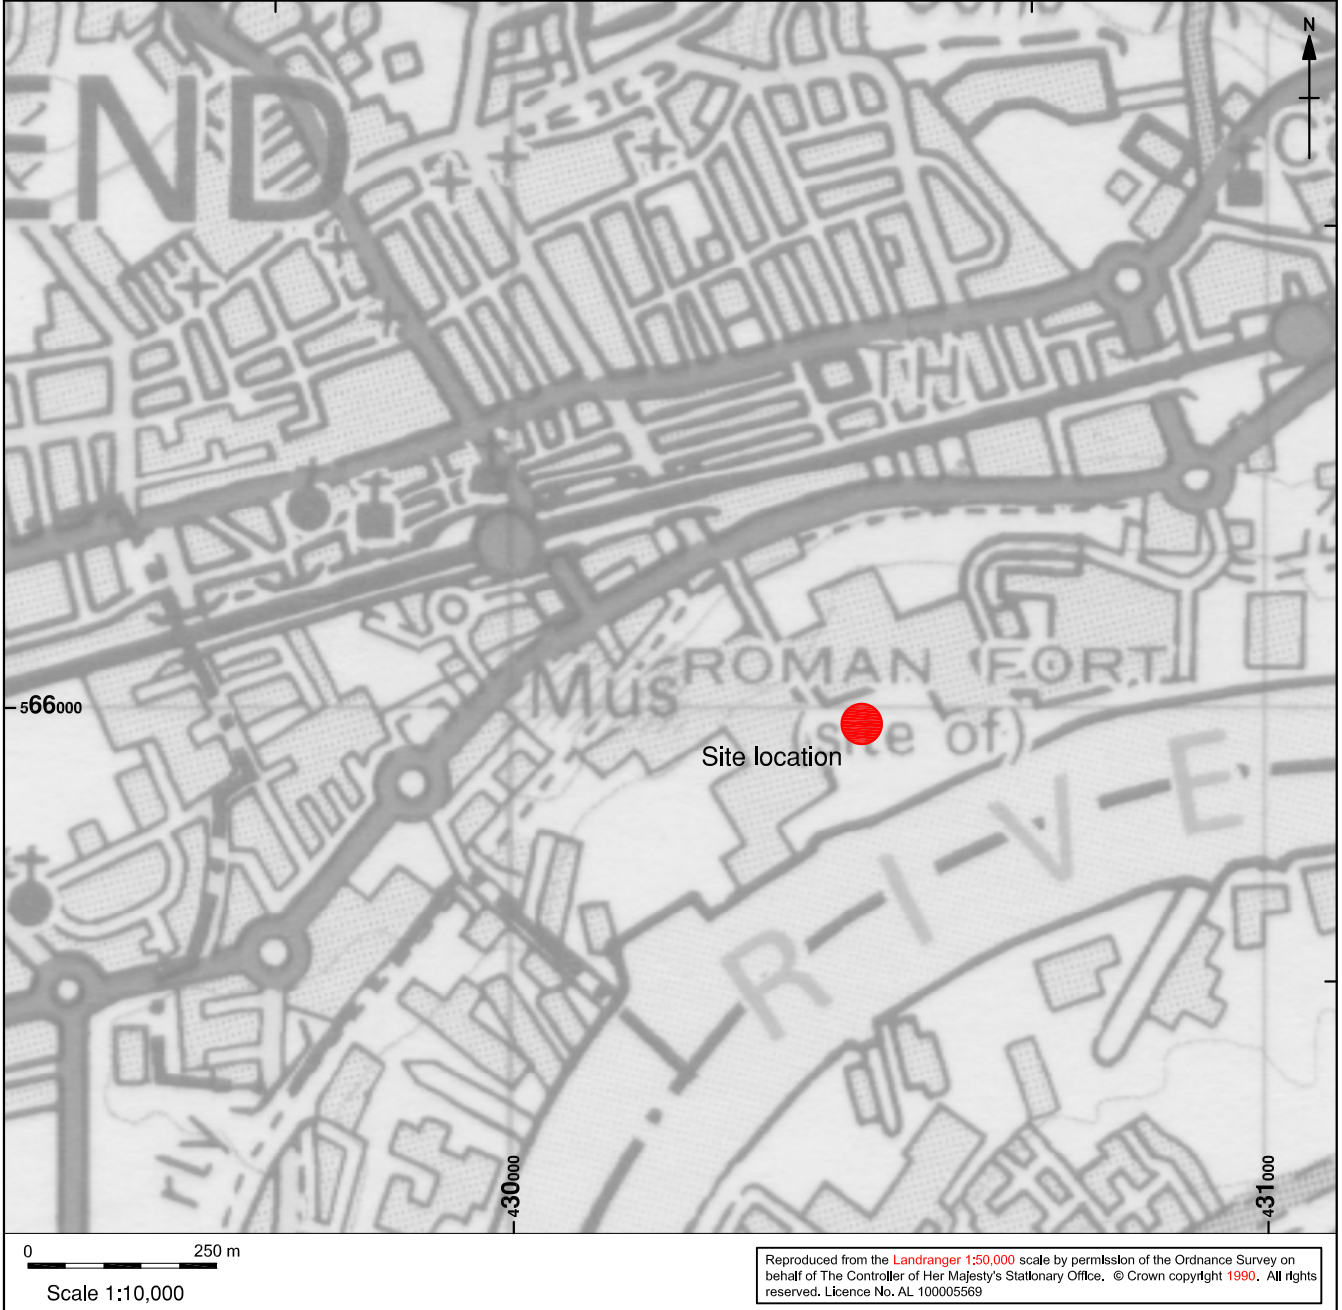 N
END
TH
Mus
ROMAN FORT
(site of)
566000
Site location
R I V E
rly
430000
431000
0 250 m
Scale 1:10,000
Reproduced from the Landranger 1:50,000 scale by permission of the Ordnance Survey on
behalf of The Controller of Her Majesty's Stationary Office. © Crown copyright 1990. All rights
reserved. Licence No. AL 100005569